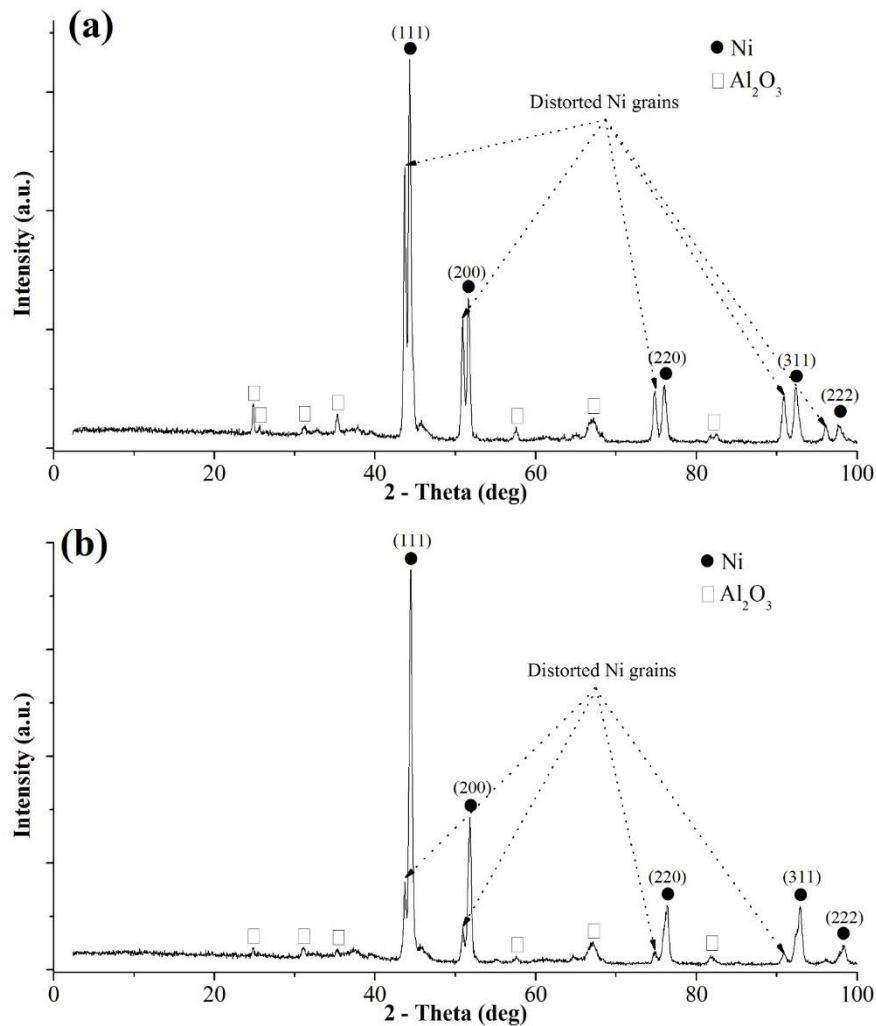 (a)
(111)
Ni
Al₂O₃
Distorted Ni grains
(200)
(220)
(311)
(222)
Intensity (a.u.)
0
20
40
60
80
100
2 - Theta (deg)
(b)
(111)
Ni
Al₂O₃
Distorted Ni grains
(200)
(220)
(311)
(222)
Intensity (a.u.)
0
20
40
60
80
100
2 - Theta (deg)